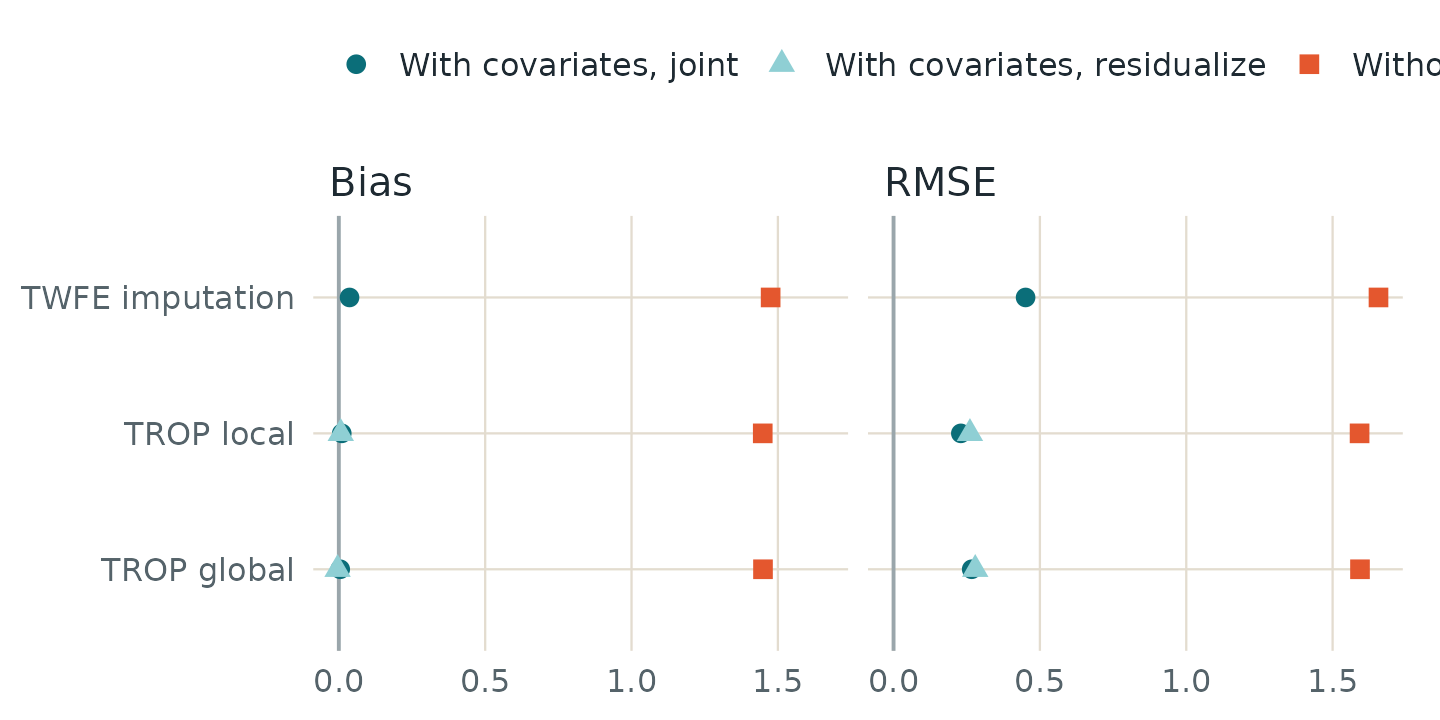 With covariates, joint With covariates, residualize
Bias RMSE
TWFE imputation
TROP local
TROP global
0.0 0.5 1.0 1.5 0.0 0.5 1.0 1.5